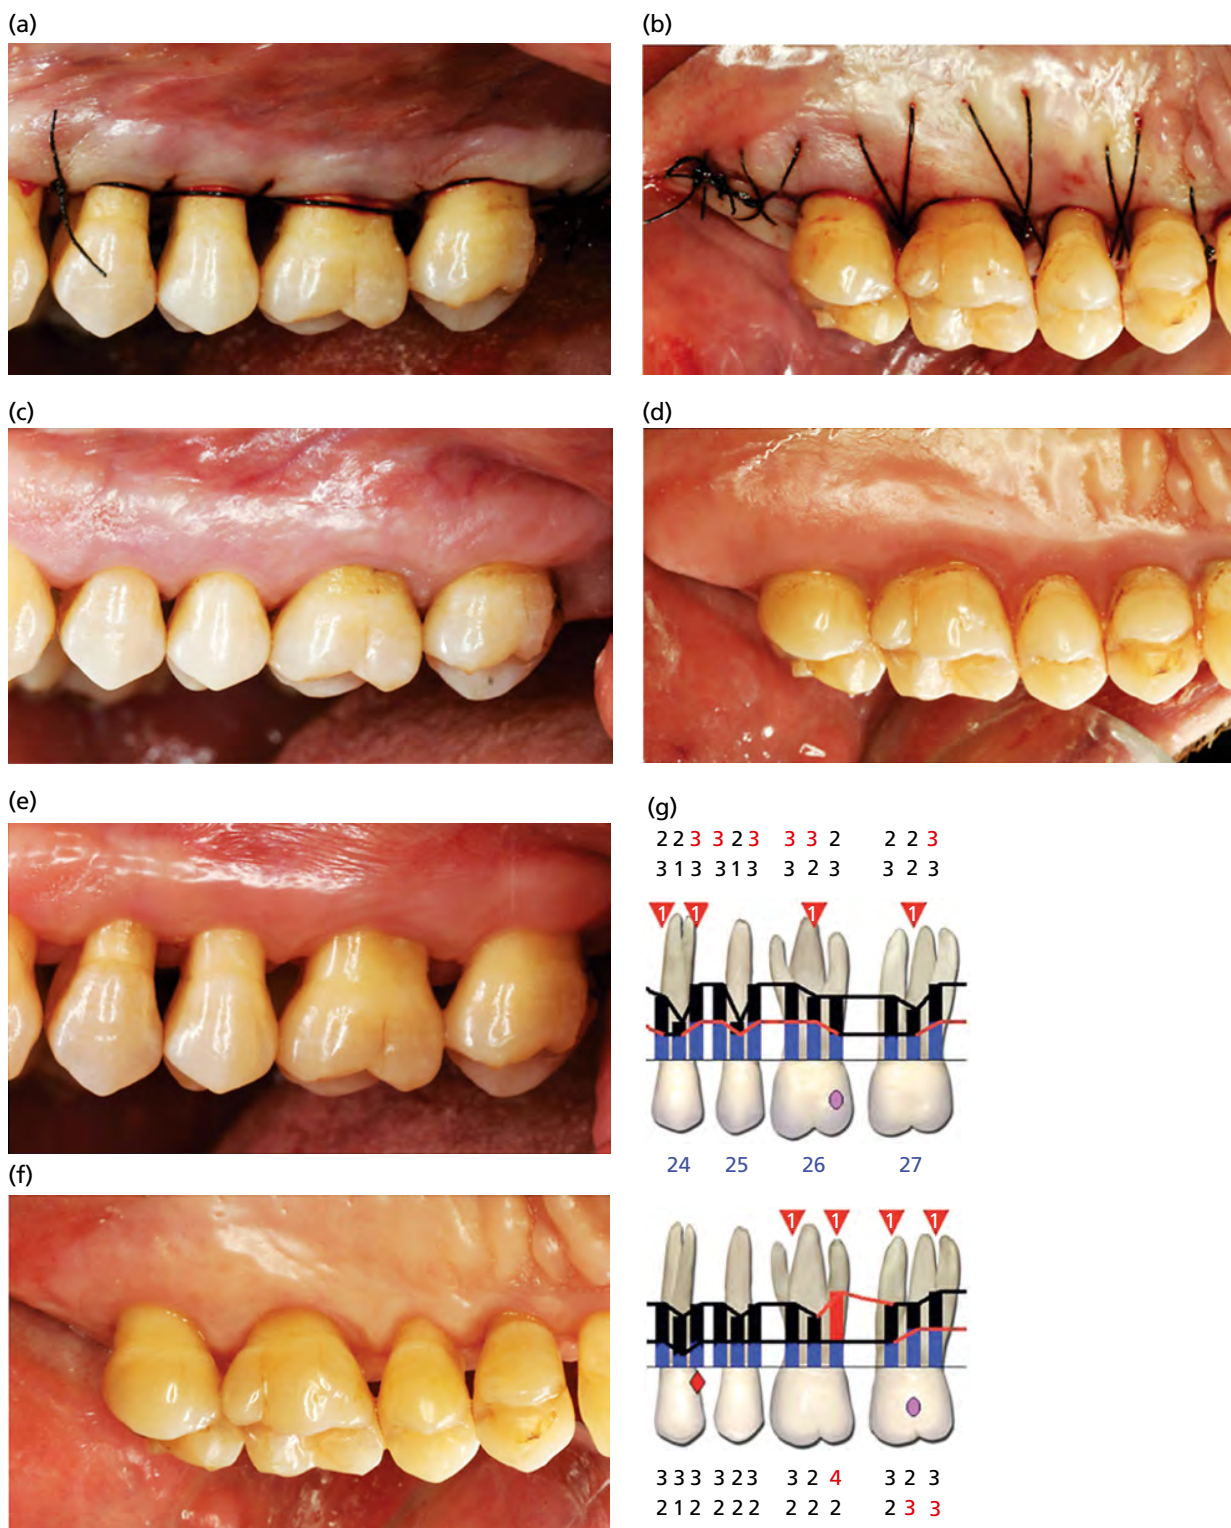 (a)
(b)
(c)
(d)
(e)
(f)
(g)
2 2 3 3 2 3 3 3 2 2 2 3
3 1 3 3 1 3 3 2 3 3 2 3
1 1 1 1
24 25 26 27
1 1 1 1
3 3 3 3 2 3 3 2 4 3 2 3
2 1 2 2 2 2 2 2 2 2 3 3